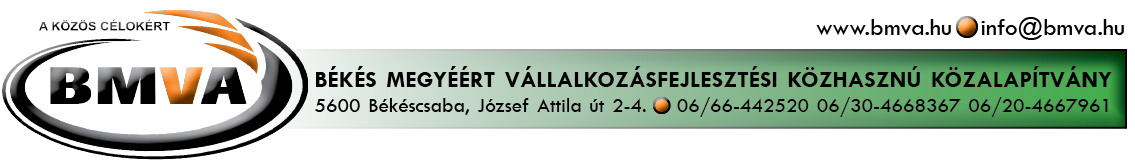 A KÖZÖS CÉLOKÉRT
BMVA
www.bmva.hu info@bmva.hu
BÉKÉS MEGYÉÉRT VÁLLALKOZÁSFEJLESZTÉSI KÖZHASZNÚ KÖZALAPÍTVÁNY
5600 Békéscsaba, József Attila út 2-4. 06/66-442520 06/30-4668367 06/20-4667961